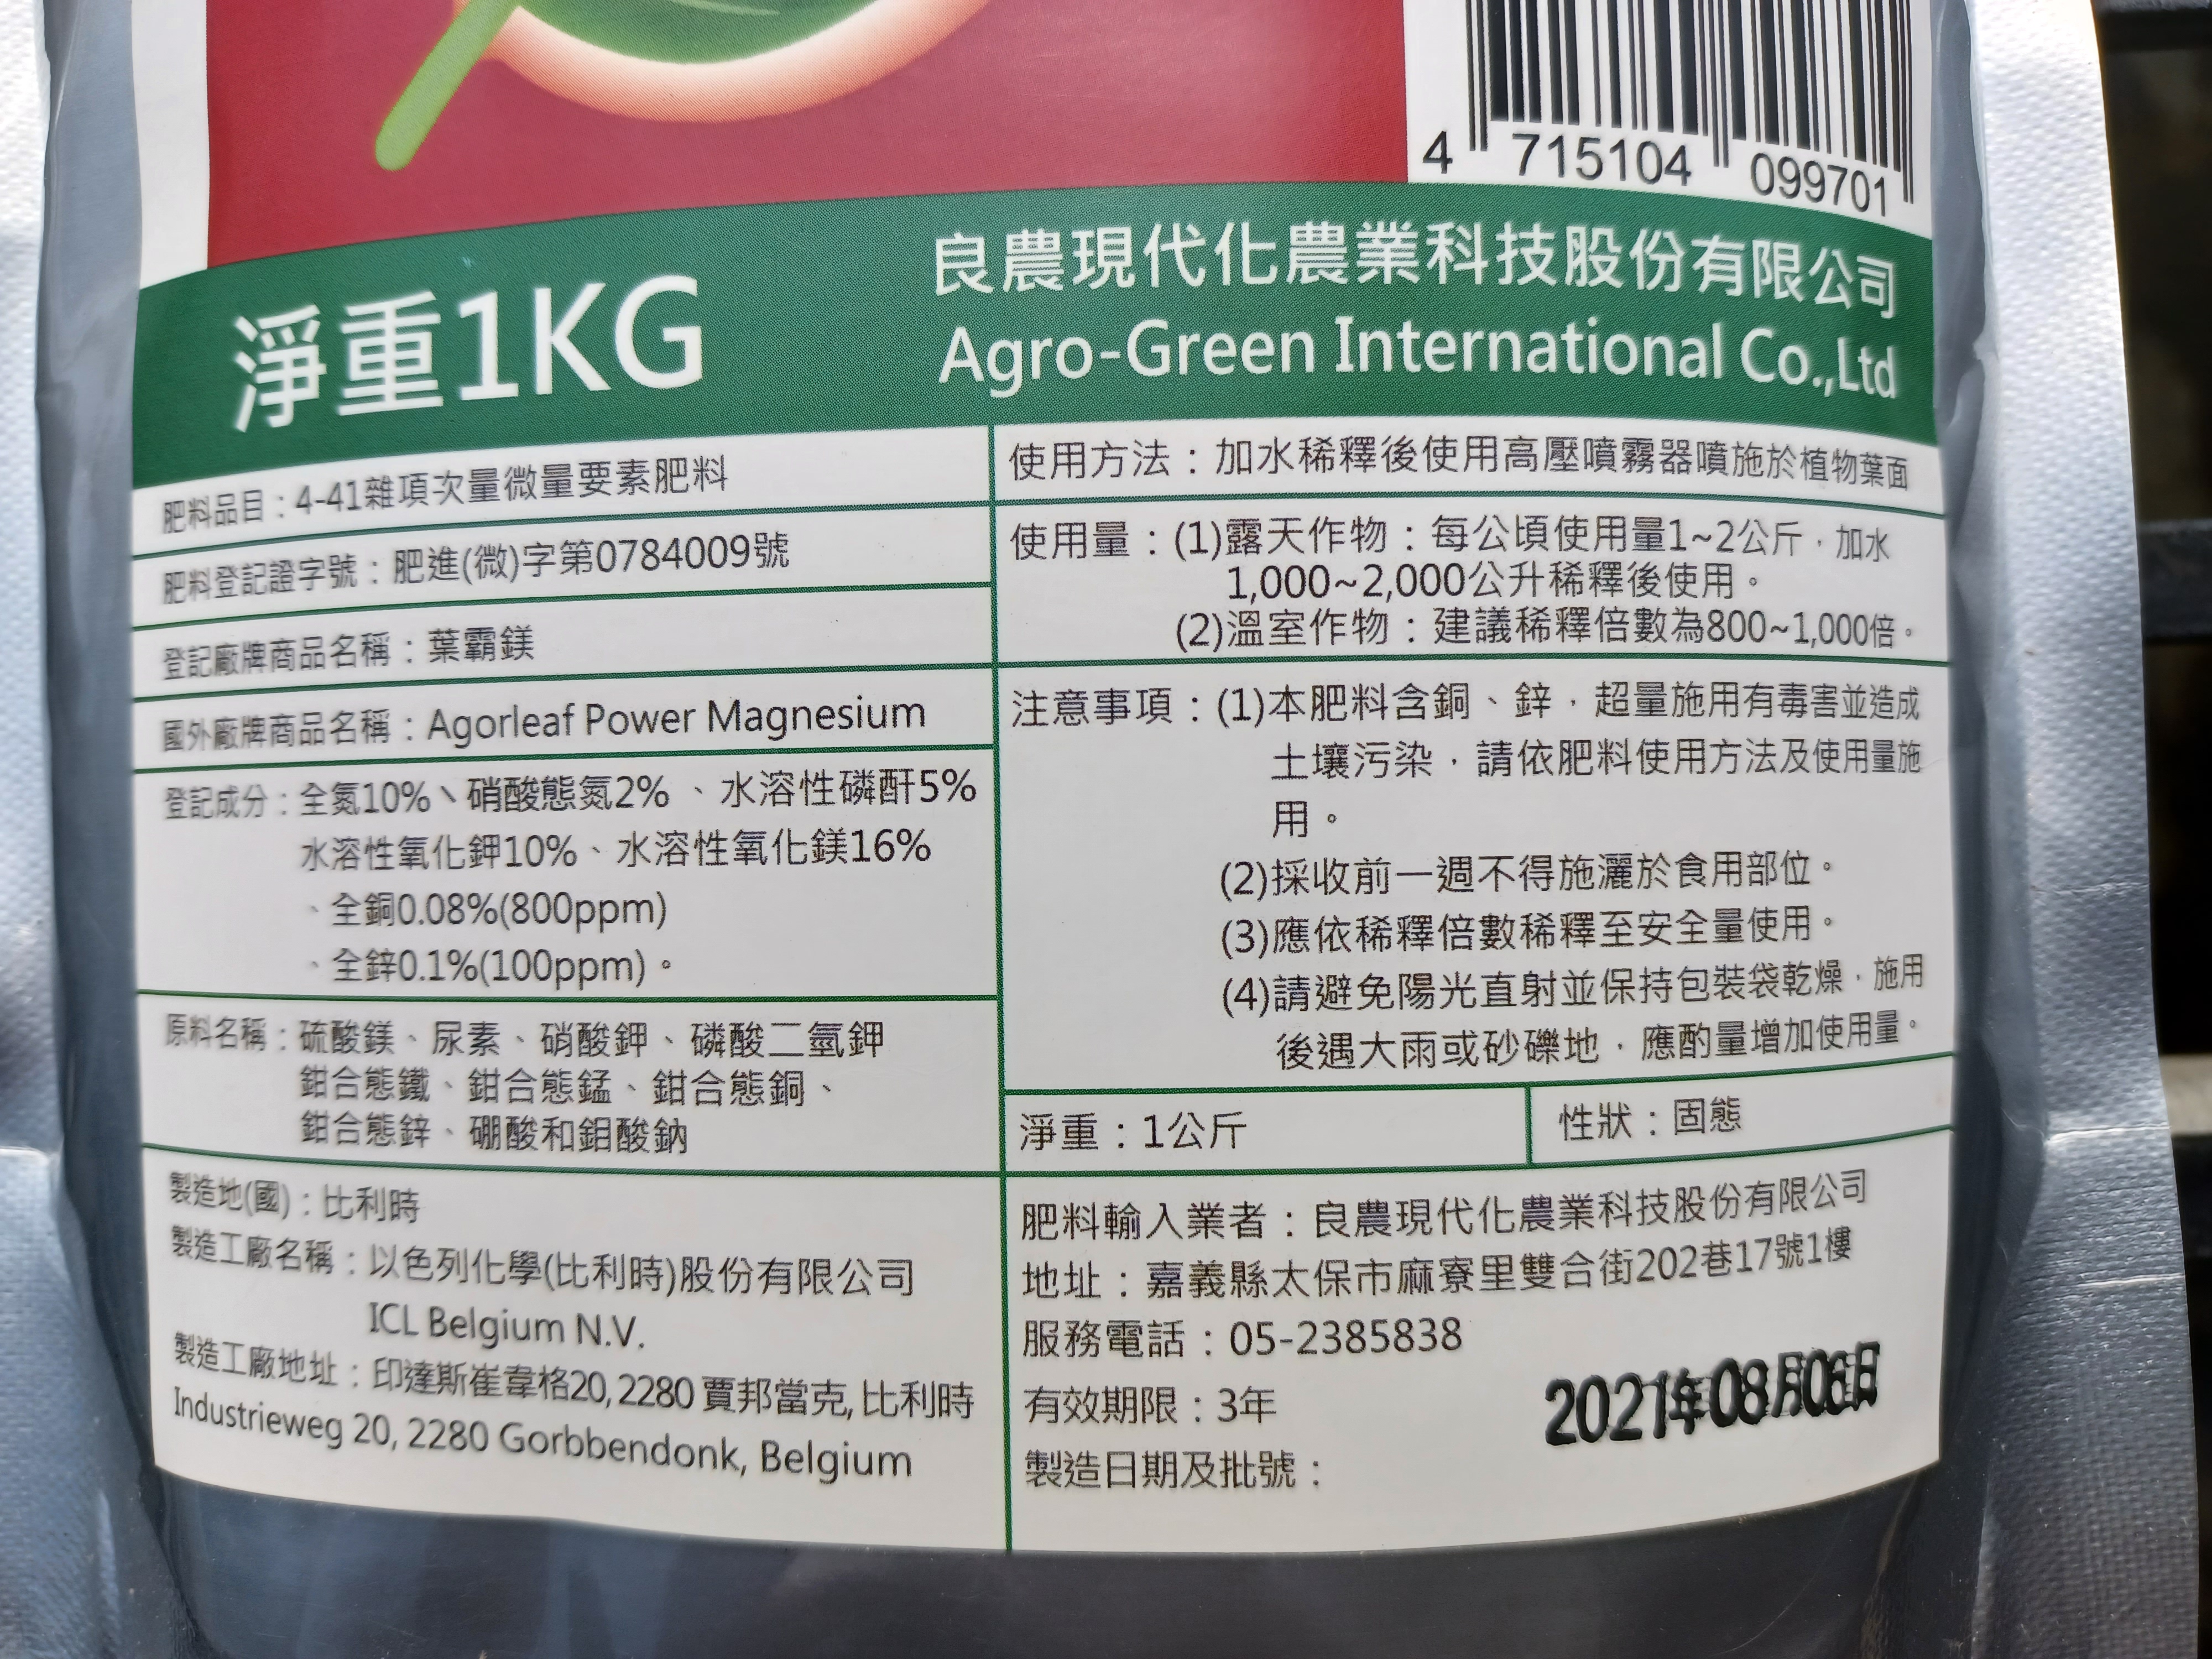 4 715104 099701
淨重1KG
良農現代化農業科技股份有限公司
Agro-Green International Co.,Ltd
肥料品目：4-41雜項次量微量要素肥料
肥料登記證字號：肥進(微)字第0784009號
登記廠牌商品名稱：葉霸鎂
國外廠牌商品名稱：Agorleaf Power Magnesium
登記成分：全氮10%、硝酸態氮2%、水溶性磷酐5%
水溶性氧化鉀10%、水溶性氧化鎂16%
、全銅0.08%(800ppm)
、全鋅0.1%(100ppm)。
原料名稱：硫酸鎂、尿素、硝酸鉀、磷酸二氫鉀
鉗合態鐵、鉗合態錳、鉗合態銅、
鉗合態鋅、硼酸和鉬酸鈉
製造地(國)：比利時
製造工廠名稱：以色列化學(比利時)股份有限公司
ICL Belgium N.V.
製造工廠地址：印達斯崔韋格20, 2280 賈邦當克, 比利時
Industrieweg 20, 2280 Gorbbendonk, Belgium
使用方法：加水稀釋後使用高壓噴霧器噴施於植物葉面
使用量：(1)露天作物：每公頃使用量1~2公斤，加水
1,000~2,000公升稀釋後使用。
(2)溫室作物：建議稀釋倍數為800~1,000倍。
注意事項：(1)本肥料含銅、鋅，超量施用有毒害並造成
土壤污染，請依肥料使用方法及使用量施
用。
(2)採收前一週不得施灑於食用部位。
(3)應依稀釋倍數稀釋至安全量使用。
(4)請避免陽光直射並保持包裝袋乾燥，施用
後遇大雨或砂礫地，應酌量增加使用量。
淨重：1公斤
性狀：固態
肥料輸入業者：良農現代化農業科技股份有限公司
地址：嘉義縣太保市麻寮里雙合街202巷17號1樓
服務電話：05-2385838
有效期限：3年
2021年08月06日
製造日期及批號：